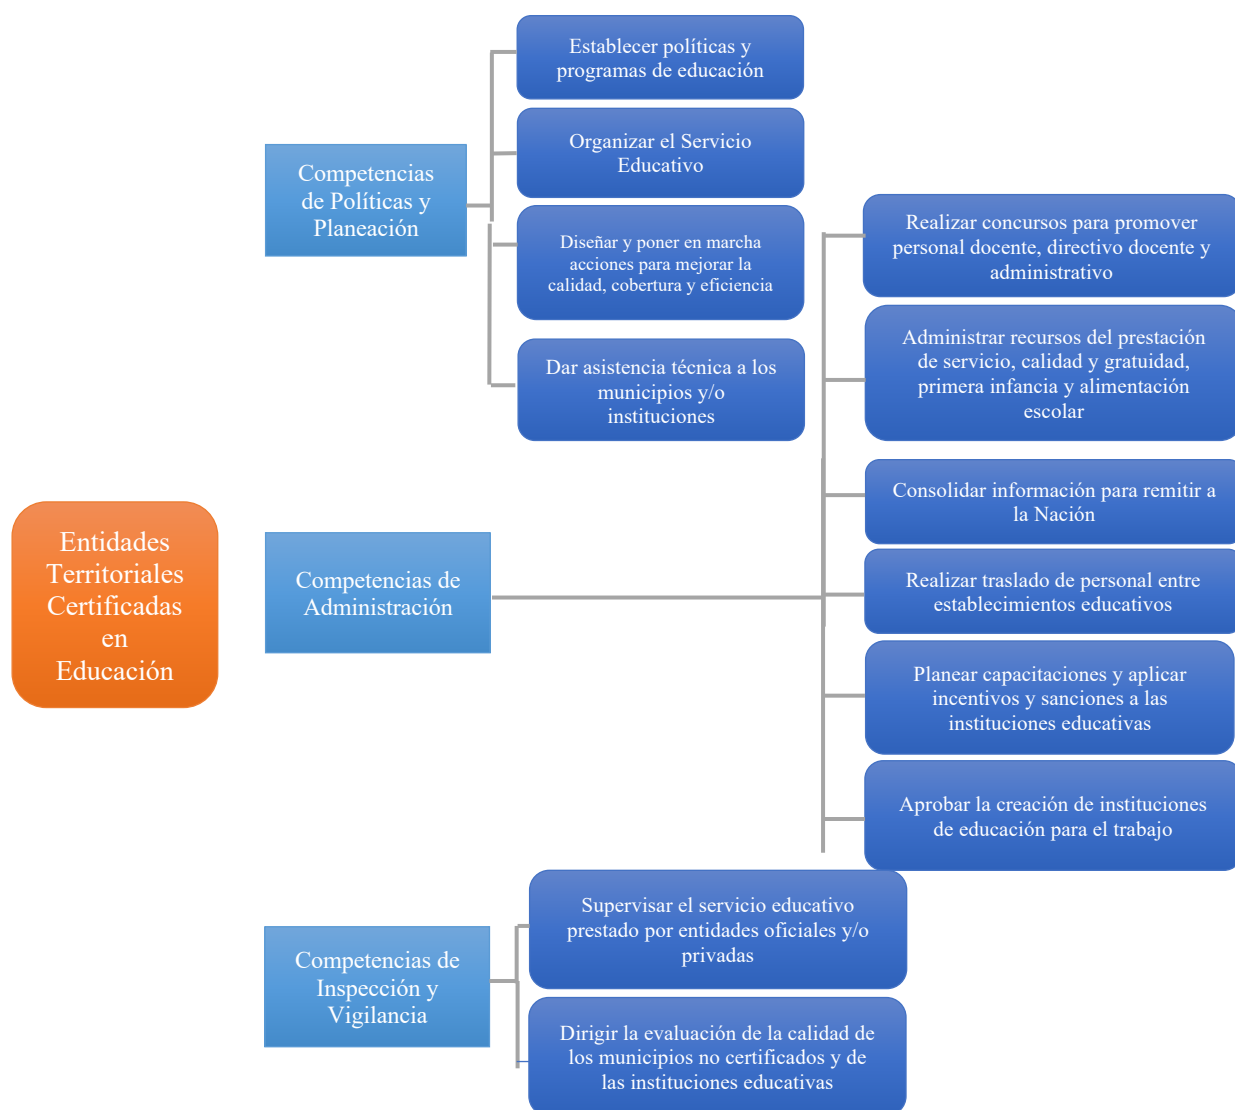 Entidades
Territoriales
Certificadas
en
Educación
Competencias
de Políticas y
Planeación
Establecer políticas y
programas de educación
Organizar el Servicio
Educativo
Diseñar y poner en marcha
acciones para mejorar la
calidad, cobertura y eficiencia
Dar asistencia técnica a los
municipios y/o
instituciones
Competencias de
Administración
Realizar concursos para promover
personal docente, directivo docente y
administrativo
Administrar recursos del prestación
de servicio, calidad y gratuidad,
primera infancia y alimentación
escolar
Consolidar información para remitir a
la Nación
Realizar traslado de personal entre
establecimientos educativos
Planear capacitaciones y aplicar
incentivos y sanciones a las
instituciones educativas
Aprobar la creación de instituciones
de educación para el trabajo
Competencias de
Inspección y
Vigilancia
Supervisar el servicio educativo
prestado por entidades oficiales y/o
privadas
Dirigir la evaluación de la calidad de
los municipios no certificados y de
las instituciones educativas